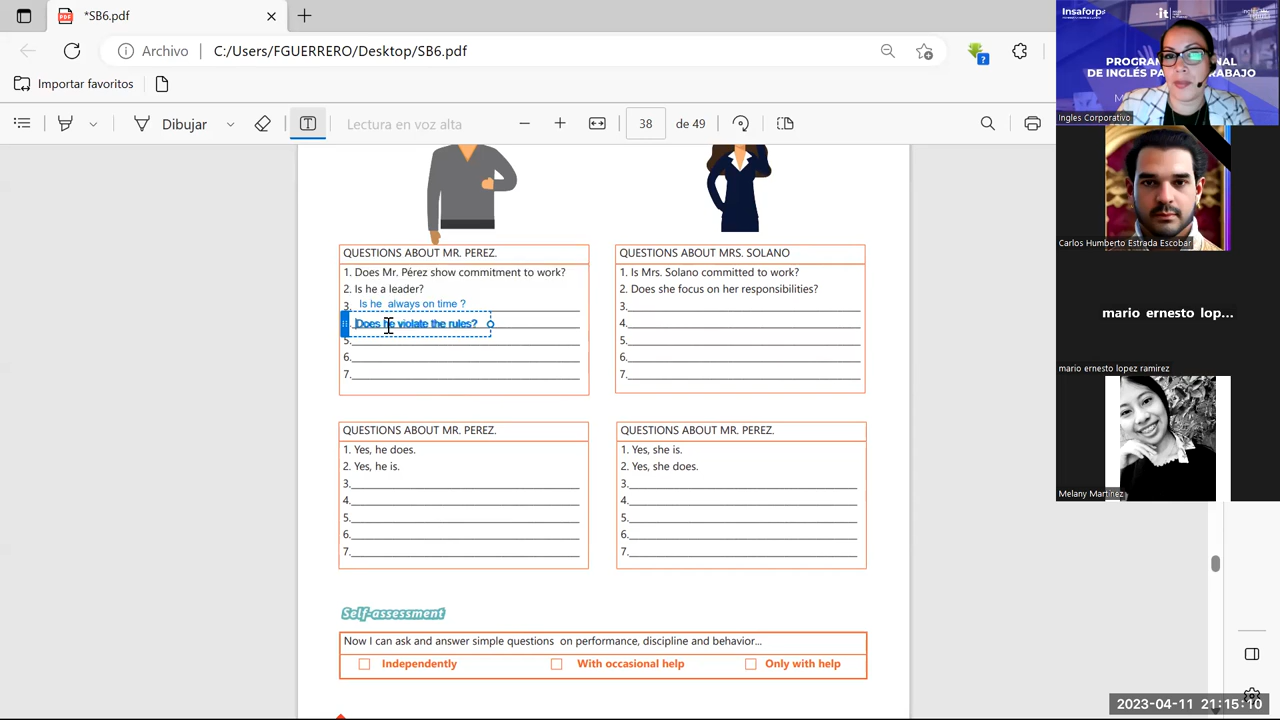 *SB6.pdf
Archivo
C:/Users/FGUERRERO/Desktop/SB6.pdf
Importar favoritos
Dibujar
Lectura en voz alta
38
de 49
QUESTIONS ABOUT MR. PEREZ.
1. Does Mr. Pérez show commitment to work?
2. Is he a leader?
3. Is he always on time ?
Does he violate the rules?
5.
6.
7.
QUESTIONS ABOUT MRS. SOLANO
1. Is Mrs. Solano committed to work?
2. Does she focus on her responsibilities?
3.
4.
5.
6.
7.
QUESTIONS ABOUT MR. PEREZ.
1. Yes, he does.
2. Yes, he is.
3.
4.
5.
6.
7.
QUESTIONS ABOUT MR. PEREZ.
1. Yes, she is.
2. Yes, she does.
3.
4.
5.
6.
7.
Self-assessment
Now I can ask and answer simple questions on performance, discipline and behavior...
Independently
With occasional help
Only with help
Insaforp
Ingles Corporativo
Carlos Humberto Estrada Escobar
mario ernesto lop...
mario ernesto lopez ramirez
Melany Martinez
2023-04-11 21:15:10